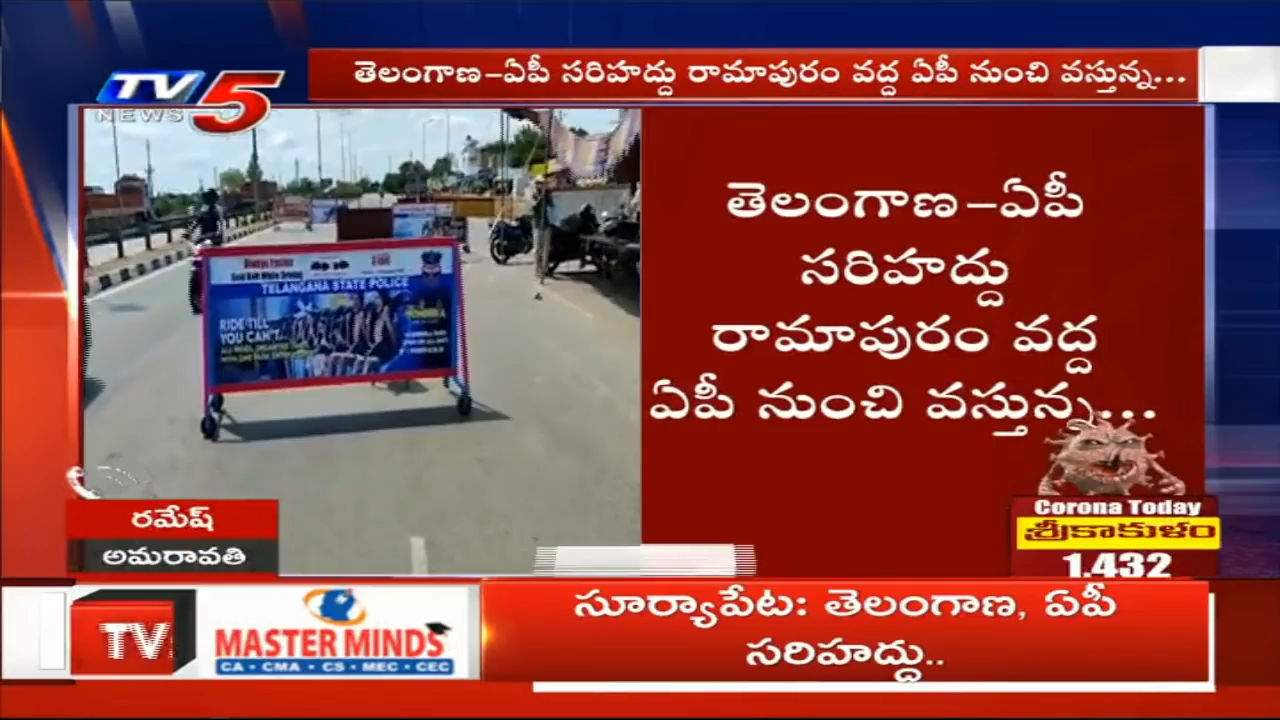 తెలంగాణ-ఏపీ సరిహద్దు రామాపురం వద్ద ఏపీ నుంచి వస్తున్న...
TV5
NEWS
తెలంగాణ-ఏపీ
సరిహద్దు
రామాపురం వద్ద
ఏపీ నుంచి వస్తున్న...
TELANGANA STATE POLICE
RIDE TILL
YOU CAN'T..
రమేష్
అమరావతి
Corona Today
శ్రీకాకుళం
1,432
TV
MASTER MINDS
CA • CMA • CS • MEC • CEC
సూర్యాపేట: తెలంగాణ, ఏపీ
సరిహద్దు..